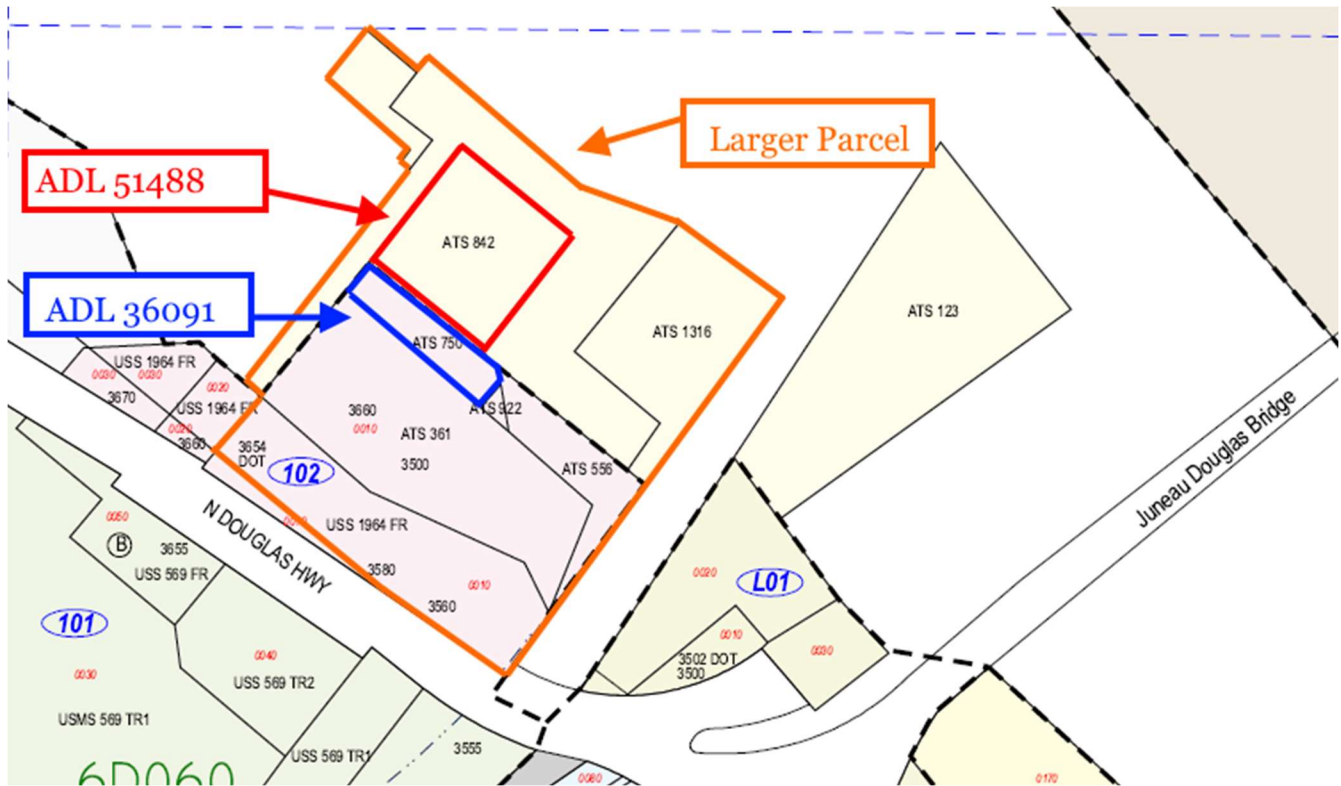 Larger Parcel
ADL 51488
ATS 842
ADL 36091
ATS 750
ATS 1316
ATS 123
USS 1964 FR
0030
0030
3670
0020
USS 1964 FR
0020
3660
ATS 922
3660
0010
ATS 361
3500
3654
DOT
102
ATS 556
USS 1964 FR
3580
0010
3560
N DOUGLAS HWY
Juneau Douglas Bridge
0050
B
3655
USS 569 FR
101
0030
0040
USS 569 TR2
USMS 569 TR1
USS 569 TR1
3555
6D060
0020
L01
0010
3502 DOT
3500
0030
0080
0170